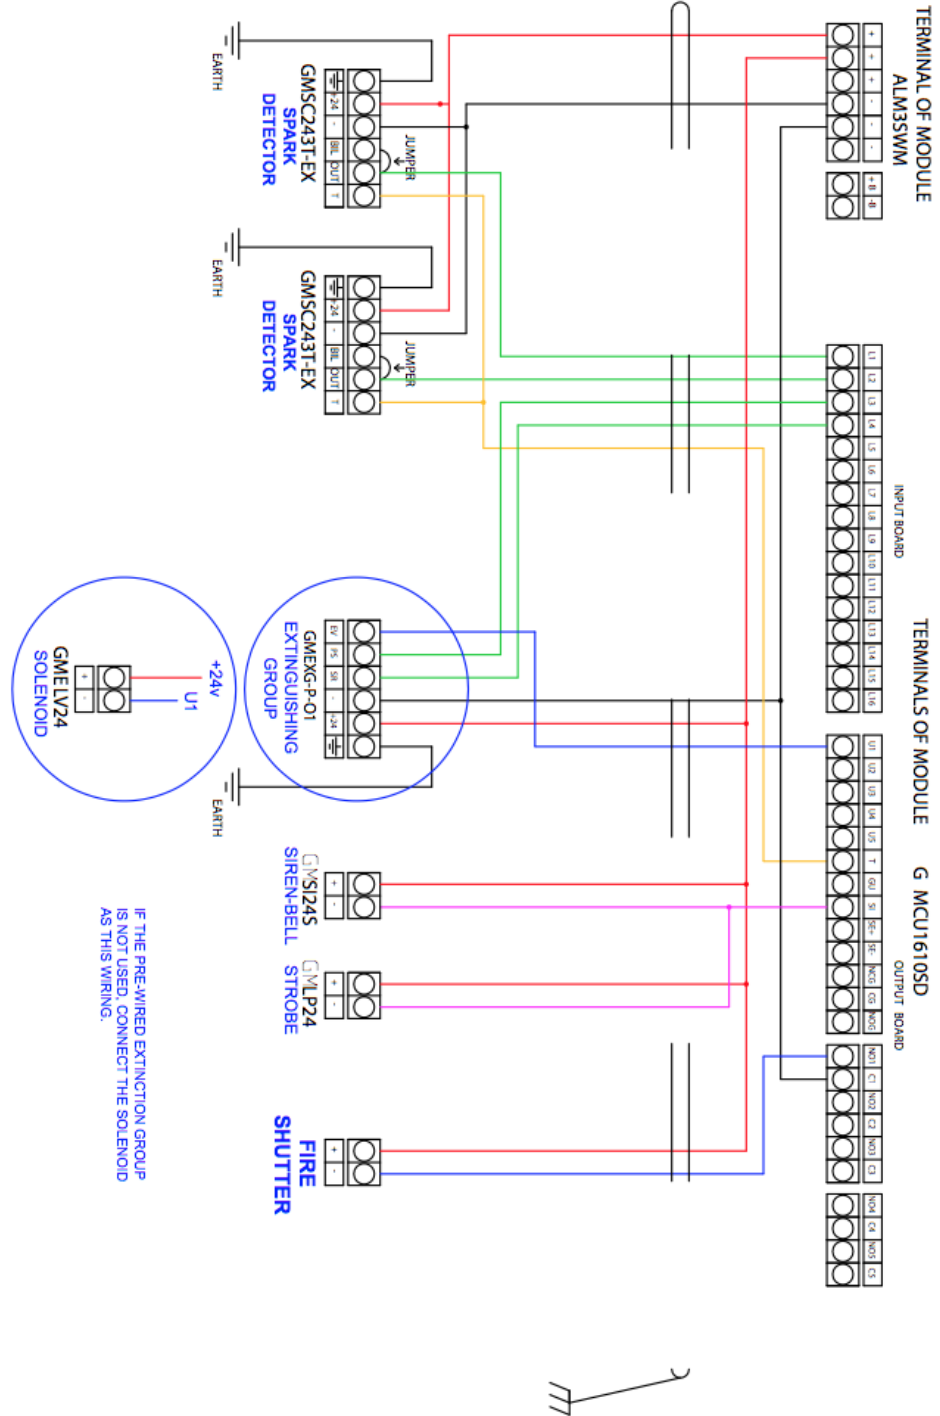 TERMINAL OF MODULE
ALM3SWM
+
+
+
-
-
-
+B
-B
TERMINALS OF MODULE G MCU1610SD
INPUT BOARD
L1
L2
L3
L4
L5
L6
L7
L8
L9
L10
L11
L12
L13
L14
L15
L16
OUTPUT BOARD
U1
U2
U3
U4
U5
T
GU
SI
SE+
SE-
NCG
CG
NOG
NO1
C1
NO2
C2
NO3
C3
NO4
C4
NO5
C5
JUMPER
+24
-
BIL
OUT
T
EARTH
GMSC243T-EX
SPARK
DETECTOR
JUMPER
+24
-
BIL
OUT
T
EARTH
GMSC243T-EX
SPARK
DETECTOR
EV
PS
SR
-
+24
GMEXG-P-O1
EXTINGUISHING
GROUP
EARTH
+
-
GMSI24S
SIREN-BELL
+
-
GMLP24
STROBE
+
-
FIRE
SHUTTER
+24v
U1
+
-
GMELV24
SOLENOID
IF THE PRE-WIRED EXTINCTION GROUP
IS NOT USED, CONNECT THE SOLENOID
AS THIS WIRING.